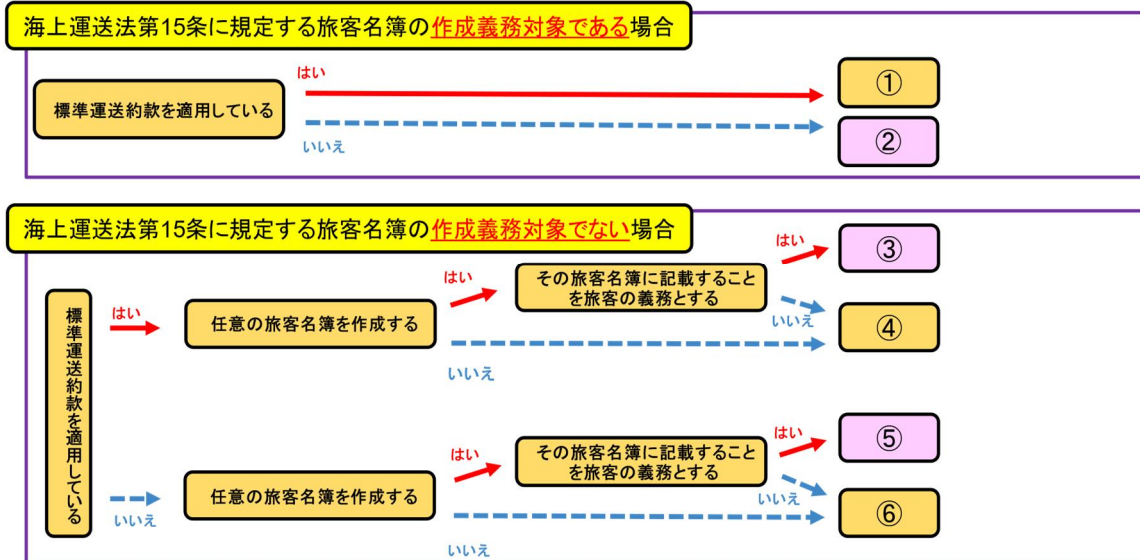 海上運送法第15条に規定する旅客名簿の作成義務対象である場合
標準運送約款を適用している
はい
いいえ
①
②
海上運送法第15条に規定する旅客名簿の作成義務対象でない場合
標準運送約款を適用している
はい
任意の旅客名簿を作成する
はい
その旅客名簿に記載すること
を旅客の義務とする
はい
③
いいえ
④
いいえ
いいえ
任意の旅客名簿を作成する
はい
その旅客名簿に記載すること
を旅客の義務とする
はい
⑤
いいえ
⑥
いいえ